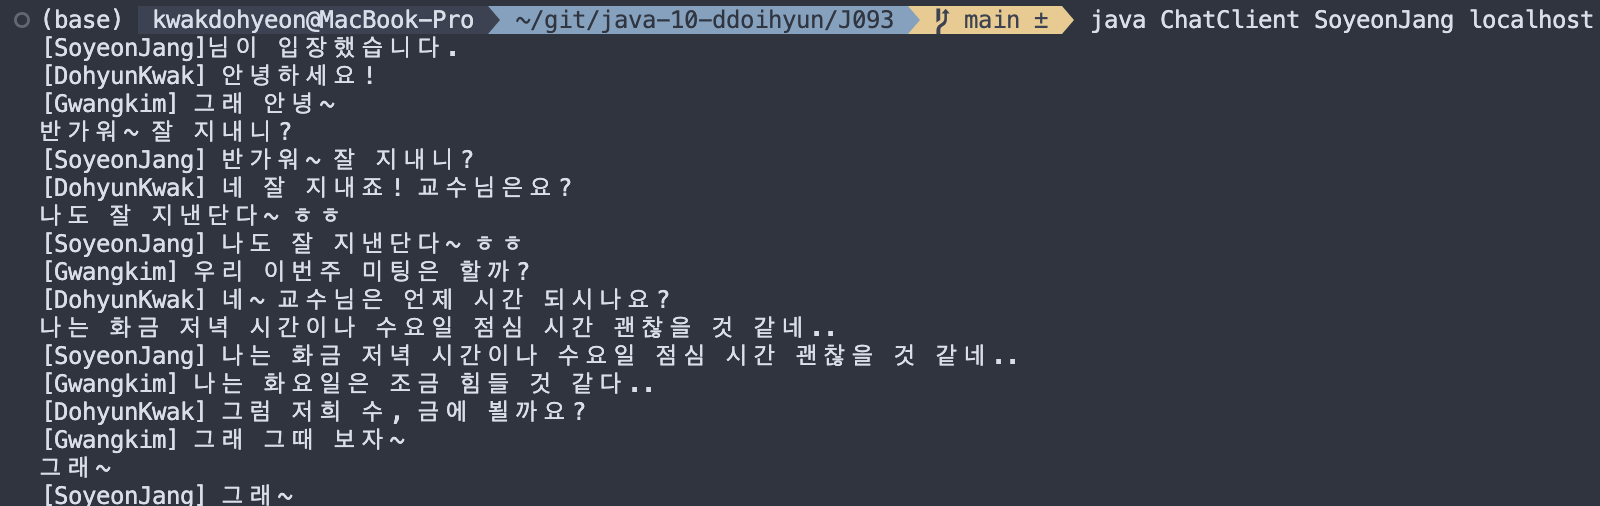 (base) kwakdohyeon@MacBook-Pro ~/git/java-10-ddoihyun/J093 main ± java ChatClient SoyeonJang localhost
[SoyeonJang]님이 입장했습니다.
[DohyunKwak] 안녕하세요!
[Gwangkim] 그래 안녕~
반가워~ 잘 지내니?
[SoyeonJang] 반가워~ 잘 지내니?
[DohyunKwak] 네 잘 지내죠! 교수님은요?
나도 잘 지낸단다~ ㅎㅎ
[SoyeonJang] 나도 잘 지낸단다~ ㅎㅎ
[Gwangkim] 우리 이번주 미팅은 할까?
[DohyunKwak] 네~ 교수님은 언제 시간 되시나요?
나는 화금 저녁 시간이나 수요일 점심 시간 괜찮을 것 같네..
[SoyeonJang] 나는 화금 저녁 시간이나 수요일 점심 시간 괜찮을 것 같네..
[Gwangkim] 나는 화요일은 조금 힘들 것 같다..
[DohyunKwak] 그럼 저희 수, 금에 뵐까요?
[Gwangkim] 그래 그때 보자~
그래~
[SoyeonJang] 그래~